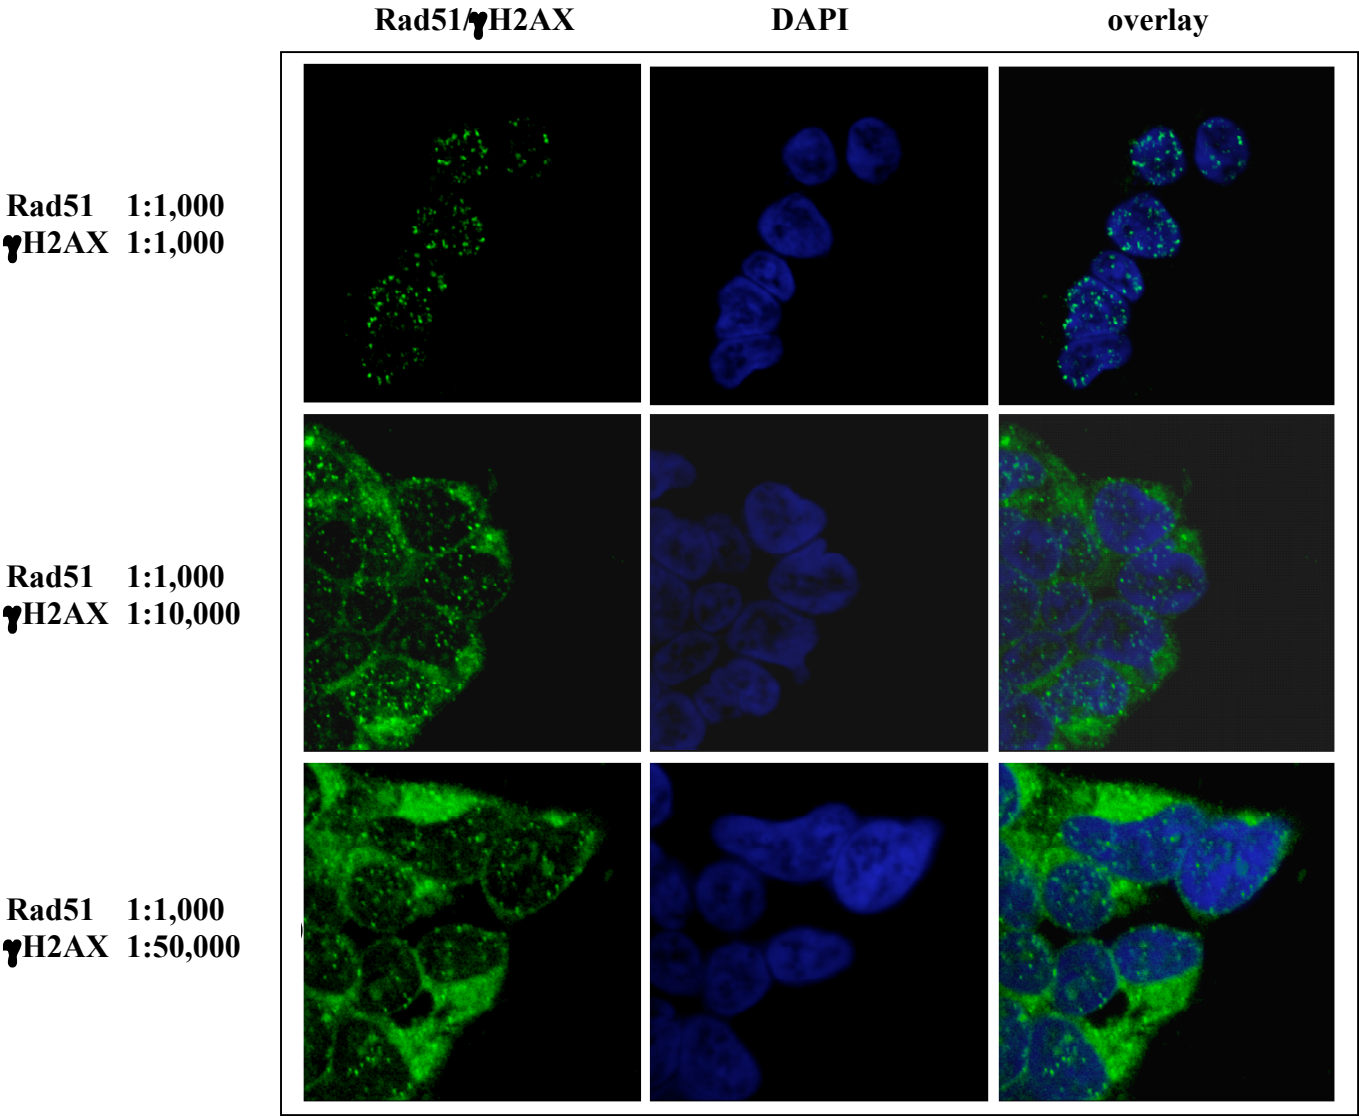 Rad51/γH2AX DAPI overlay
Rad51 1:1,000
γH2AX 1:1,000
Rad51 1:1,000
γH2AX 1:10,000
Rad51 1:1,000
γH2AX 1:50,000